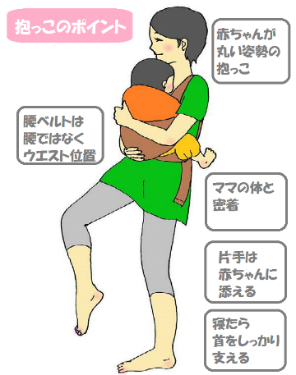 抱っこのポイント
赤ちゃんが
丸い姿勢の
抱っこ
腰ベルトは
腰ではなく
ウエスト位置
ママの体と
密着
片手は
赤ちゃんに
添える
寝たら
首をしっかり
支える